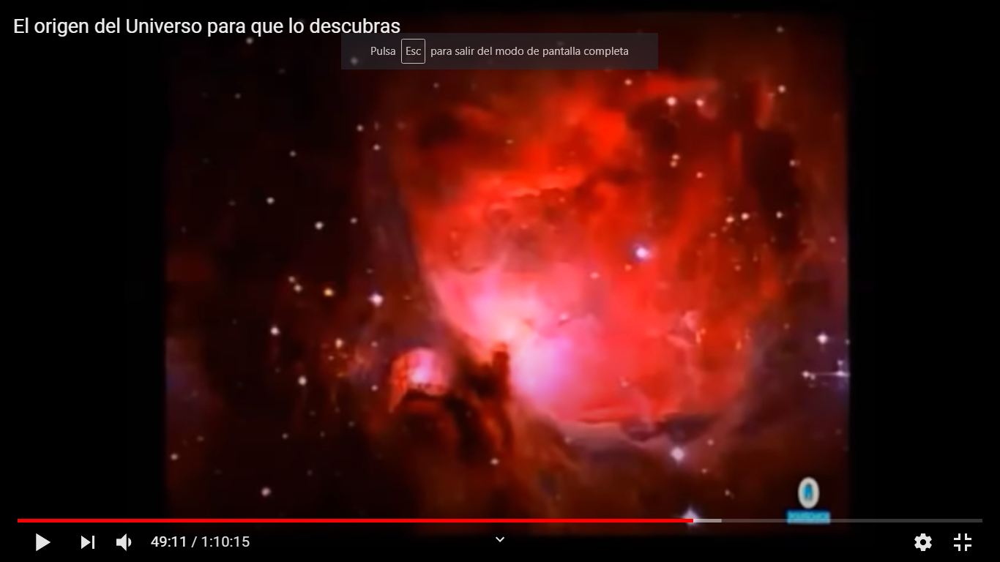 El origen del Universo para que lo descubras
Pulsa Esc para salir del modo de pantalla completa
49:11 / 1:10:15